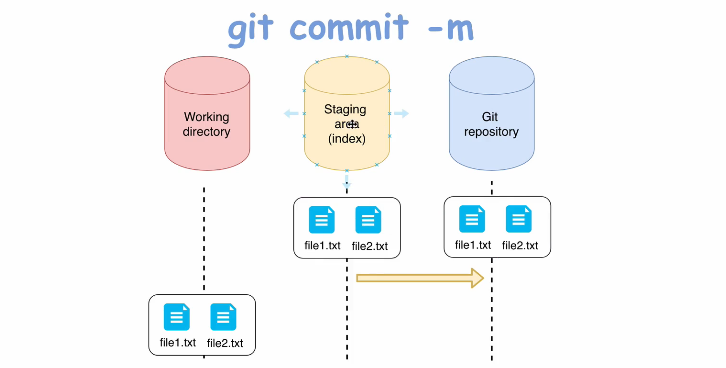 git commit -m
Working
directory
Staging
area
(index)
Git
repository
file1.txt file2.txt
file1.txt file2.txt
file1.txt file2.txt